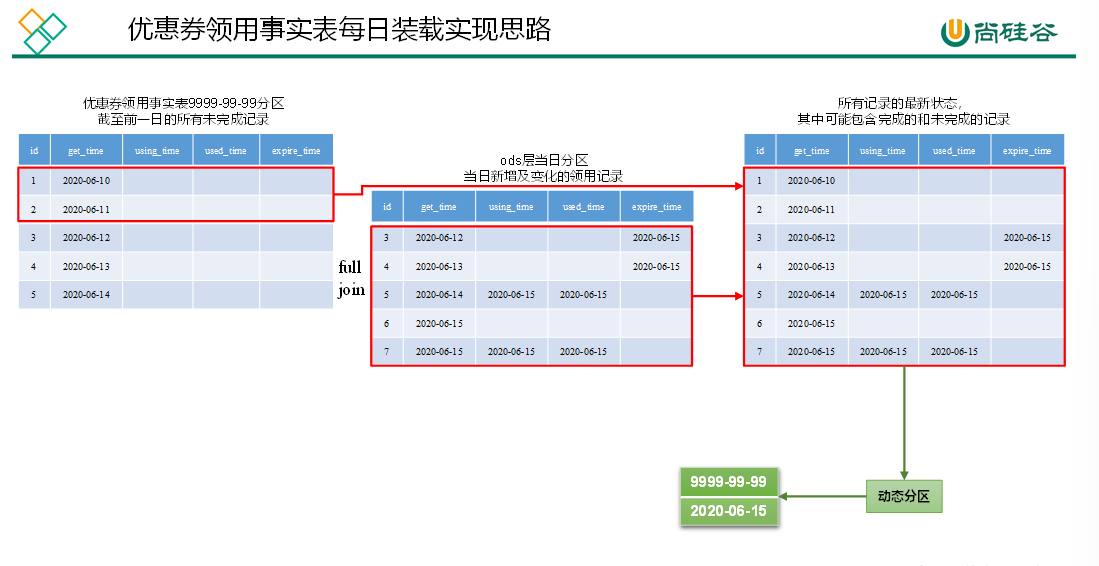 优惠券领用事实表每日装载实现思路
尚硅谷
优惠券领用事实表9999-99-99分区
截至前一日的所有未完成记录
id get_time using_time used_time expire_time
1 2020-06-10
2 2020-06-11
3 2020-06-12
4 2020-06-13
5 2020-06-14
full
join
ods层当日分区
当日新增及变化的领用记录
id get_time using_time used_time expire_time
3 2020-06-12 2020-06-15
4 2020-06-13 2020-06-15
5 2020-06-14 2020-06-15 2020-06-15
6 2020-06-15
7 2020-06-15 2020-06-15 2020-06-15
所有记录的最新状态,
其中可能包含完成的和未完成的记录
id get_time using_time used_time expire_time
1 2020-06-10
2 2020-06-11
3 2020-06-12 2020-06-15
4 2020-06-13 2020-06-15
5 2020-06-14 2020-06-15 2020-06-15
6 2020-06-15
7 2020-06-15 2020-06-15 2020-06-15
动态分区
9999-99-99
2020-06-15